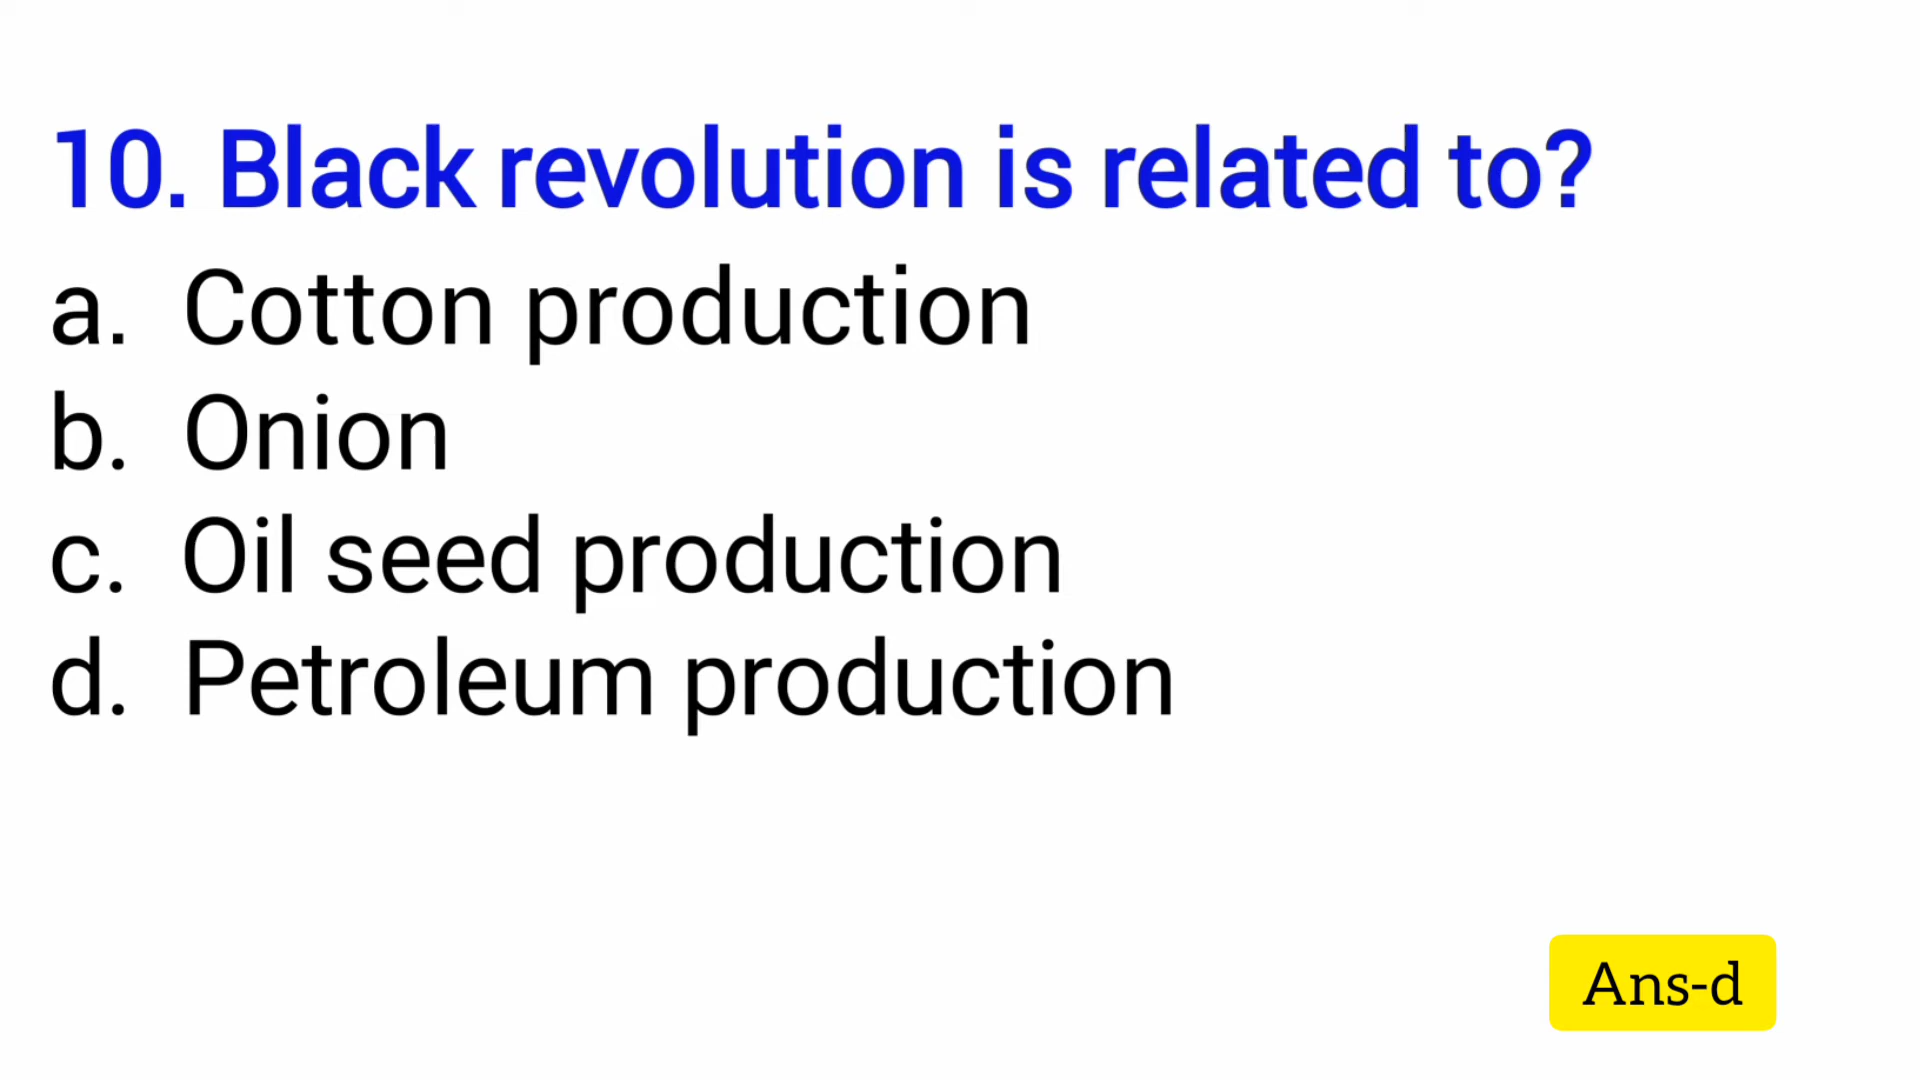 10. Black revolution is related to?
a. Cotton production
b. Onion
c. Oil seed production
d. Petroleum production
Ans-d